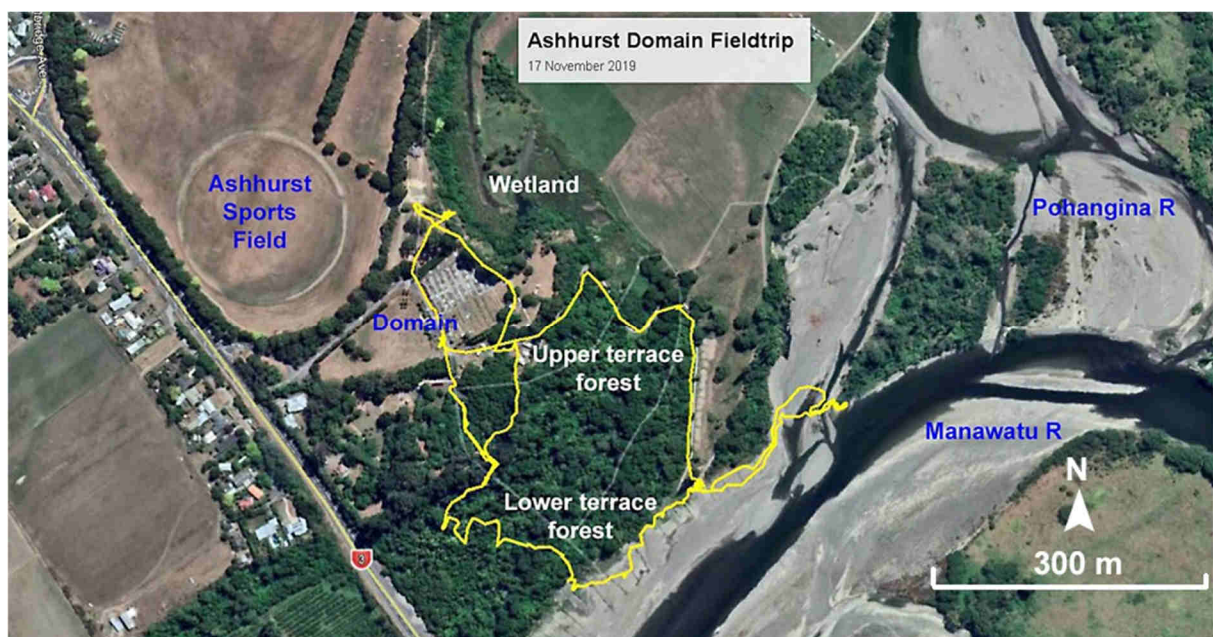 Ashhurst Domain Fieldtrip
17 November 2019
Wetland
Ashhurst
Sports
Field
Pohangina R
Domain
Upper terrace
forest
Manawatu R
Lower terrace
forest
N
300 m
3